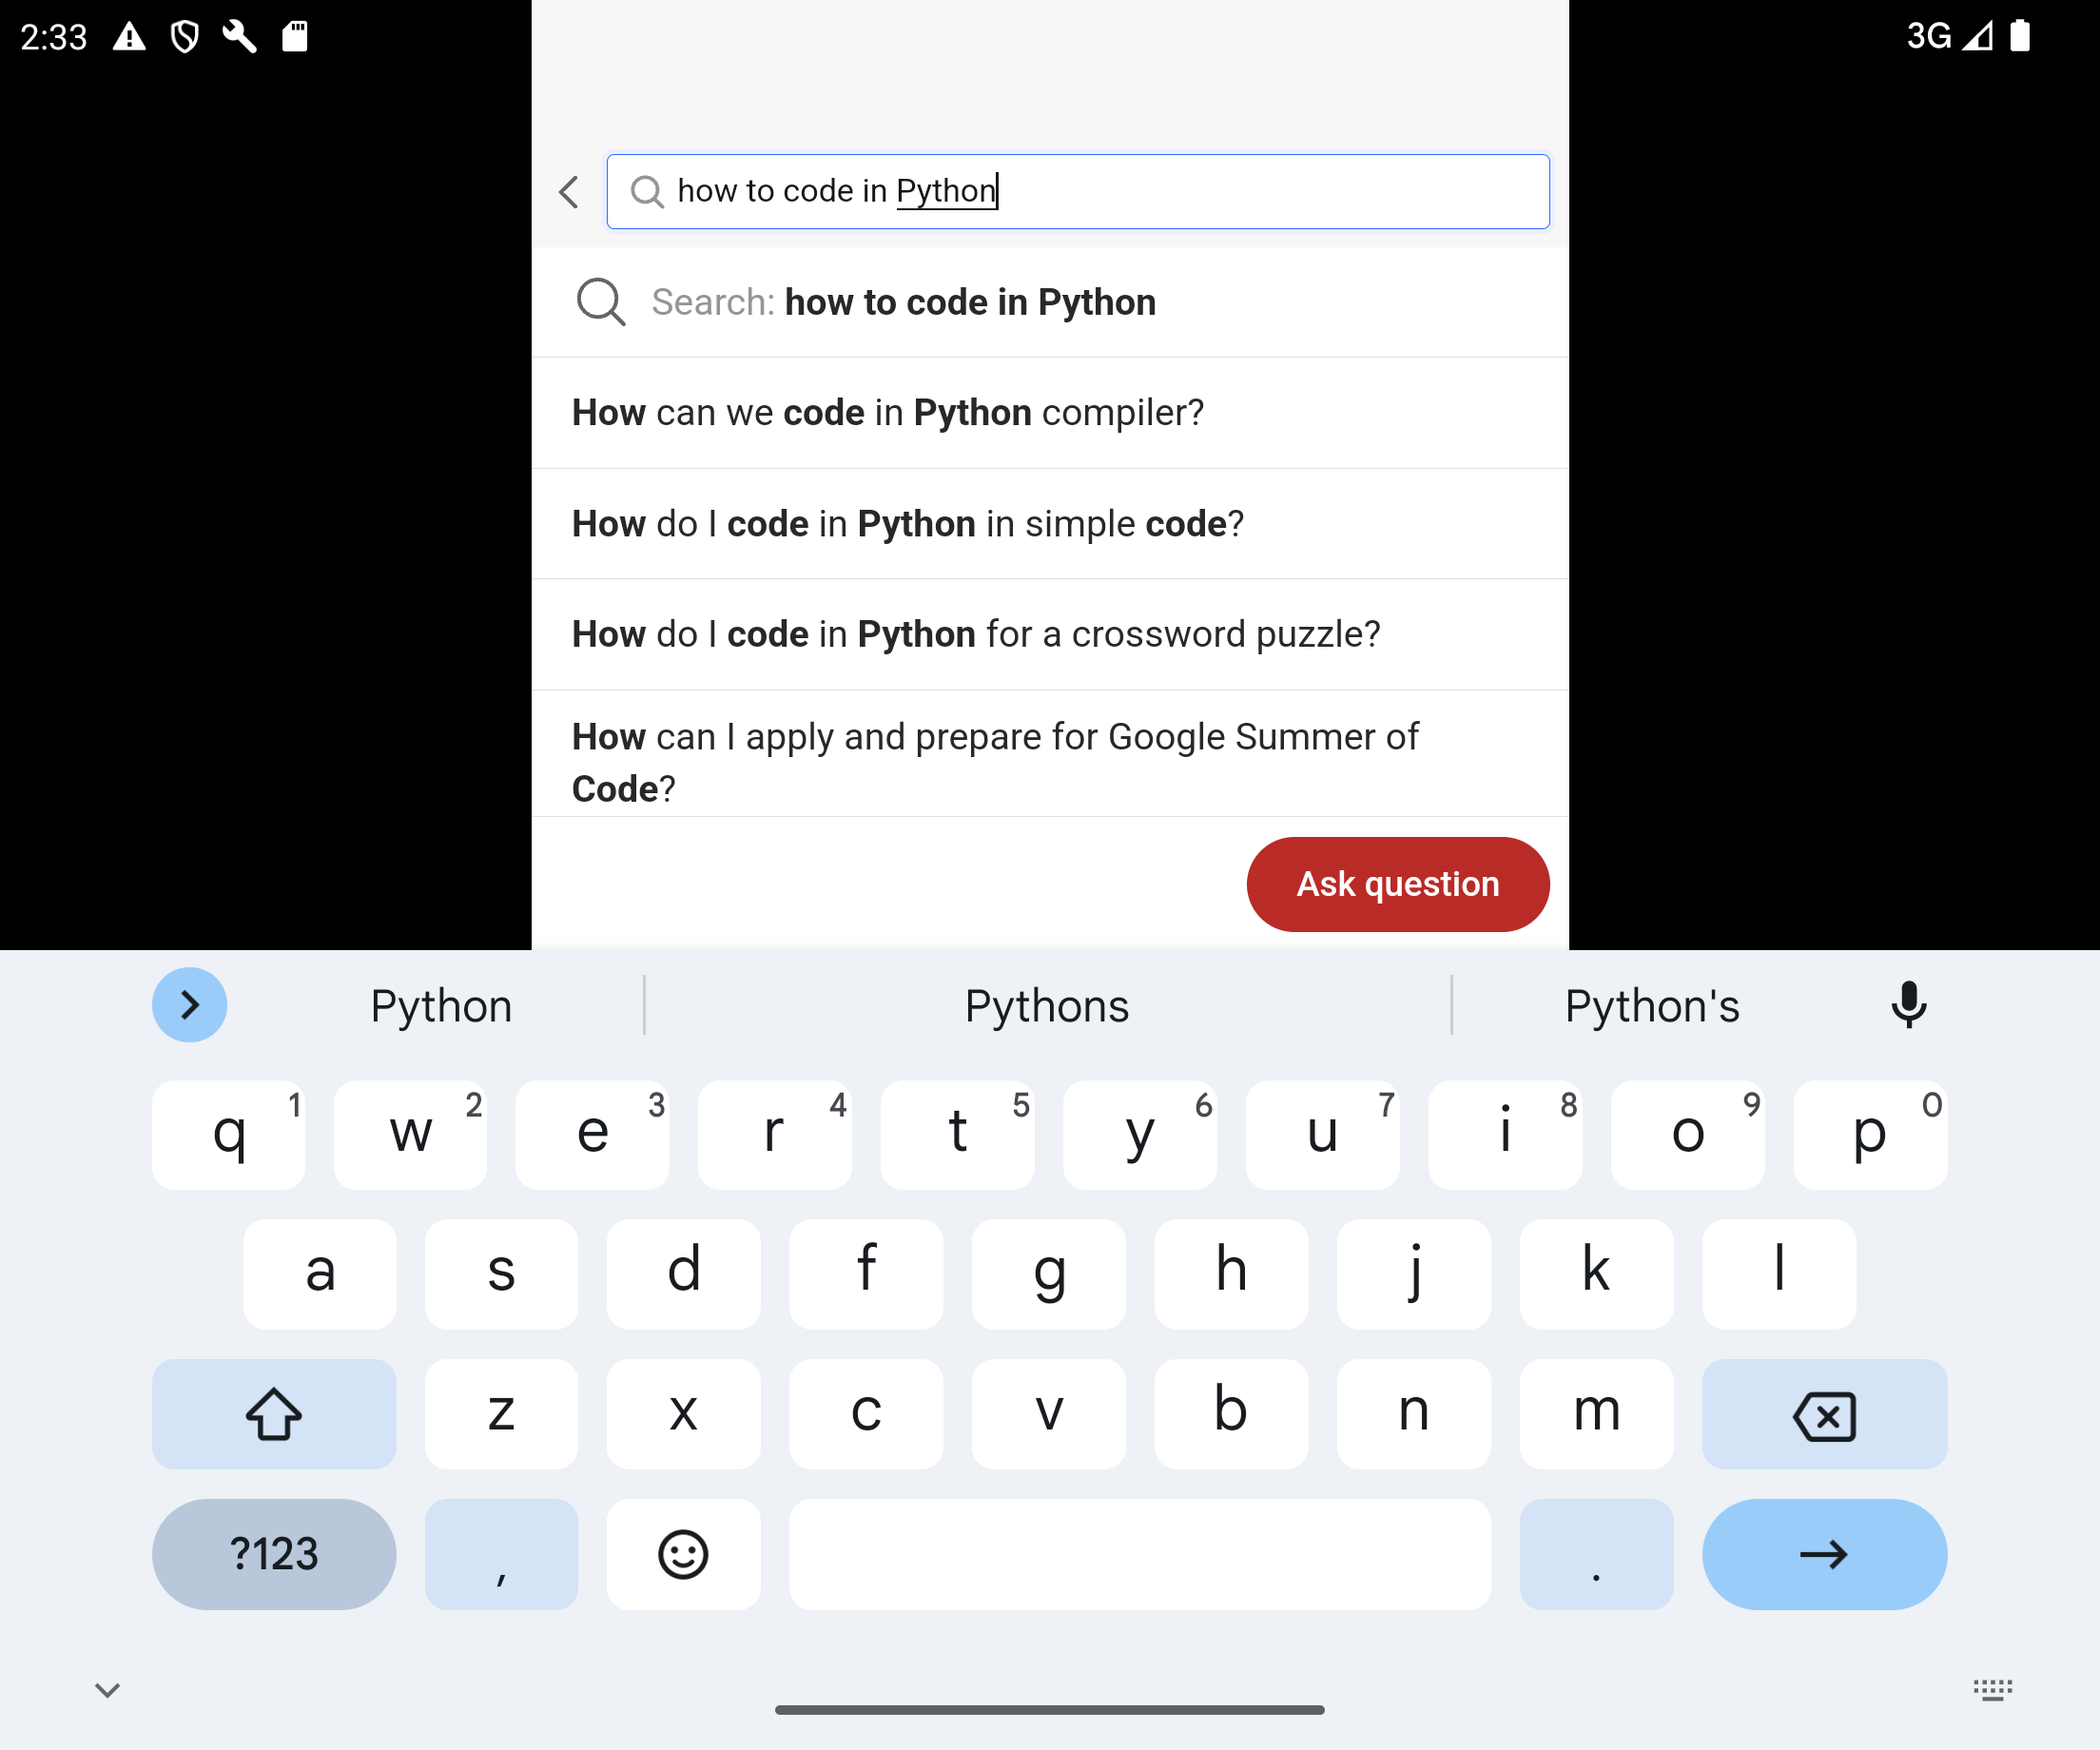 2:33
3G
how to code in Python
Search: how to code in Python
How can we code in Python compiler?
How do I code in Python in simple code?
How do I code in Python for a crossword puzzle?
How can I apply and prepare for Google Summer of
Code?
Ask question
Python Pythons Python's
q 1 w 2 e 3 r 4 t 5 y 6 u 7 i 8 o 9 p 0
a s d f g h j k l
z x c v b n m
?123 , .